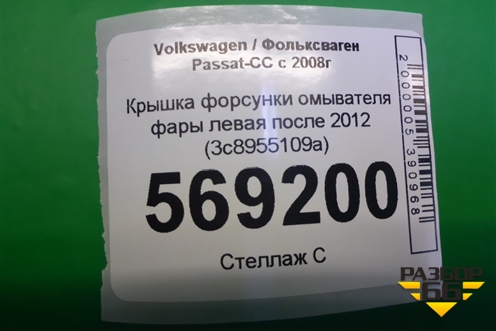 Volkswagen / Фольксваген
Passat-CC с 2008г
Крышка форсунки омывателя
фары левая после 2012
(3c8955109a)
569200
Стеллаж С
2000005390968
РАЗБОР
66